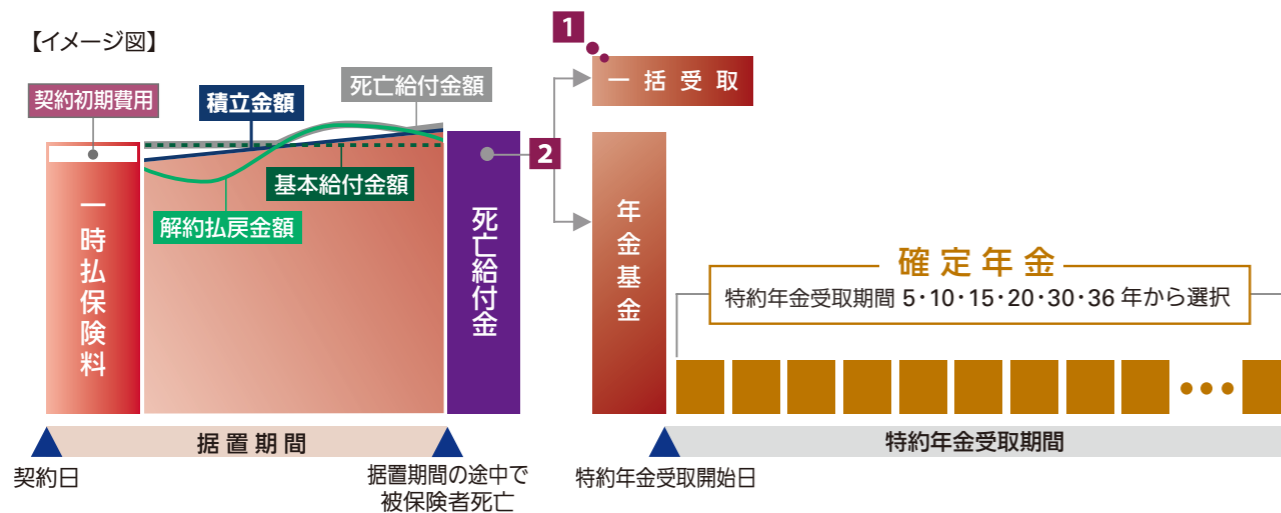 【イメージ図】
契約初期費用
積立金額
死亡給付金額
基本給付金額
解約払戻金額
一時払保険料
死亡給付金
1
一括受取
2
年金基金
確定年金
特約年金受取期間 5・10・15・20・30・36 年から選択
据置期間
特約年金受取期間
契約日
据置期間の途中で
被保険者死亡
特約年金受取開始日